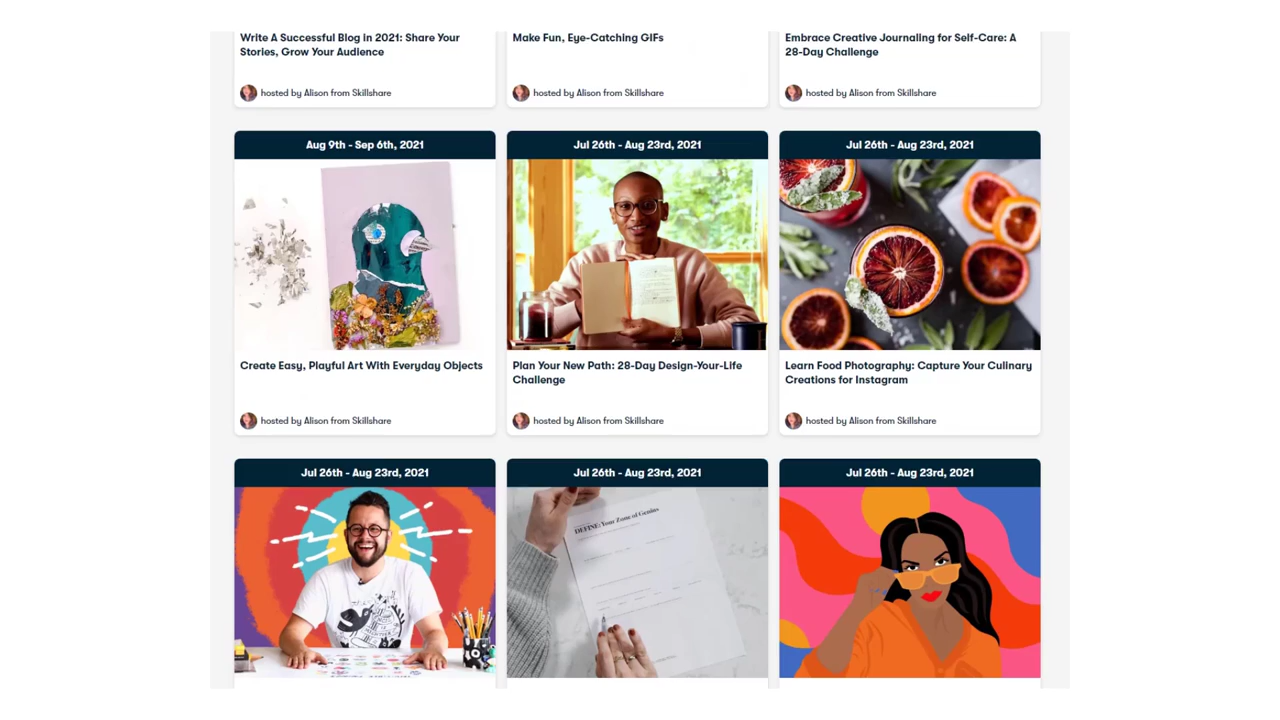 Write A Successful Blog in 2021: Share Your
Stories, Grow Your Audience
hosted by Alison from Skillshare
Make Fun, Eye-Catching GIFs
hosted by Alison from Skillshare
Embrace Creative Journaling for Self-Care: A
28-Day Challenge
hosted by Alison from Skillshare
Aug 9th - Sep 6th, 2021
Create Easy, Playful Art With Everyday Objects
hosted by Alison from Skillshare
Jul 26th - Aug 23rd, 2021
Plan Your New Path: 28-Day Design-Your-Life
Challenge
hosted by Alison from Skillshare
Jul 26th - Aug 23rd, 2021
Learn Food Photography: Capture Your Culinary
Creations for Instagram
hosted by Alison from Skillshare
Jul 26th - Aug 23rd, 2021
Jul 26th - Aug 23rd, 2021
DEFINE: Your Zone of Genius
Jul 26th - Aug 23rd, 2021